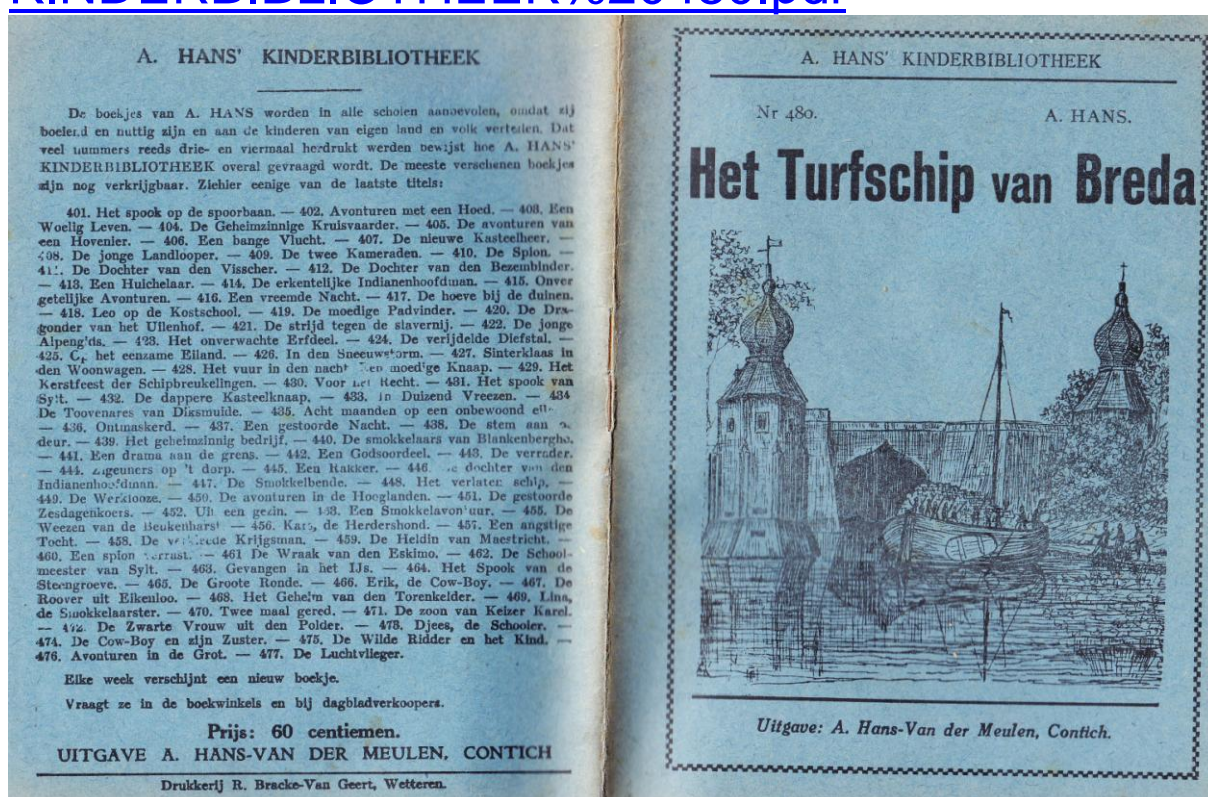 KINDERBIBLIOTHEEK%20480.pdf
A. HANS' KINDERBIBLIOTHEEK
De boekjes van A. HANS worden in alle scholen aanbevolen, omdat zij
boeiend en nuttig zijn en aan de kinderen van eigen land en volk vertellen. Dat
veel nummers reeds drie- en viermaal herdrukt werden bewijst hoe A. HANS'
KINDERBIBLIOTHEEK overal gevraagd wordt. De meeste verschenen boekjes
zijn nog verkrijgbaar. Ziehier eenige van de laatste titels:
401. Het spook op de spoorbaan. — 402. Avonturen met een Hoed. — 403. Een
Woelig Leven. — 404. De Geheimzinnige Kruisvaarder. — 405. De avonturen van
een Hovenier. — 406. Een bange Vlucht. — 407. De nieuwe Kasteelheer. —
408. De jonge Landlooper. — 409. De twee Kameraden. — 410. De Spion. —
411. De Dochter van den Visscher. — 412. De Dochter van den Bezembinder.
— 413. Een Huichelaar. — 414. De erkentelijke Indianenhoofdman. — 415. Onver
getelijke Avonturen. — 416. Een vreemde Nacht. — 417. De hoeve bij de duinen.
— 418. Leo op de Kostschool. — 419. De moedige Padvinder. — 420. De Dra-
gonder van het Uilenhof. — 421. De strijd tegen de slavernij. — 422. De jonge
Alpengids. — 423. Het onverwachte Erfdeel. — 424. De verijdelde Diefstal. —
425. Op het eenzame Eiland. — 426. In den Sneeuwstorm. — 427. Sinterklaas in
den Woonwagen. — 428. Het vuur in den nacht een moedige Knaap. — 429. Het
Kerstfeest der Schipbreukelingen. — 430. Voor het Recht. — 431. Het spook van
Sylt. — 432. De dappere Kasteelknaap. — 433. In Duizend Vreezen. — 434
De Toovenares van Diksmuide. — 435. Acht maanden op een onbewoond
— 436. Ontmaskerd. — 437. Een gestoorde Nacht. — 438. De stem aan
deur. — 439. Het geheimzinnig bedrijf. — 440. De smokkelaars van Blankenberghe.
— 441. Een drama aan de grens. — 442. Een Godsoordeel. — 443. De verrader.
— 444. Zigeuners op 't dorp. — 445. Een Rakker. — 446. dochter van den
Indianenhoofdman. — 447. De Smokkelbende. — 448. Het verlaten schip. —
449. De Werklooze. — 450. De avonturen in de Hooglanden. — 451. De gestoorde
Zesdagenkoers. — 452. Uit een gezin. — 453. Een Smokkelavontuur. — 455. De
Weezen van de Beukenhorst — 456. Karo, de Herdershond. — 457. Een angstige
Tocht. — 458. De Krijgsman. — 459. De Heldin van Maestricht. —
460. Een spion verrast. — 461 De Wraak van den Eskimo. — 462. De School-
meester van Sylt. — 463. Gevangen in het IJs. — 464. Het Spook van de
Steengroeve. — 465. De Groote Ronde. — 466. Erik, de Cow-Boy. — 467. De
Roover uit Eikenloo. — 468. Het Geheim van den Torenkelder. — 469. Lina,
de Smokkelaarster. — 470. Twee maal gered. — 471. De zoon van Keizer Karel.
— 472. De Zwarte Vrouw uit den Polder. — 473. Djees, de Schooier. —
474. De Cow-Boy en zijn Zuster. — 475. De Wilde Ridder en het Kind. —
476. Avonturen in de Grot. — 477. De Luchtvlieger.
Elke week verschijnt een nieuw boekje.
Vraagt ze in de boekwinkels en bij dagbladverkoopers.
Prijs: 60 centiemen.
UITGAVE A. HANS-VAN DER MEULEN, CONTICH
Drukkerij R. Bracke-Van Geert, Wetteren.
A. HANS' KINDERBIBLIOTHEEK
Nr 480. A. HANS.
Het Turfschip van Breda
Uitgave: A. Hans-Van der Meulen, Contich.